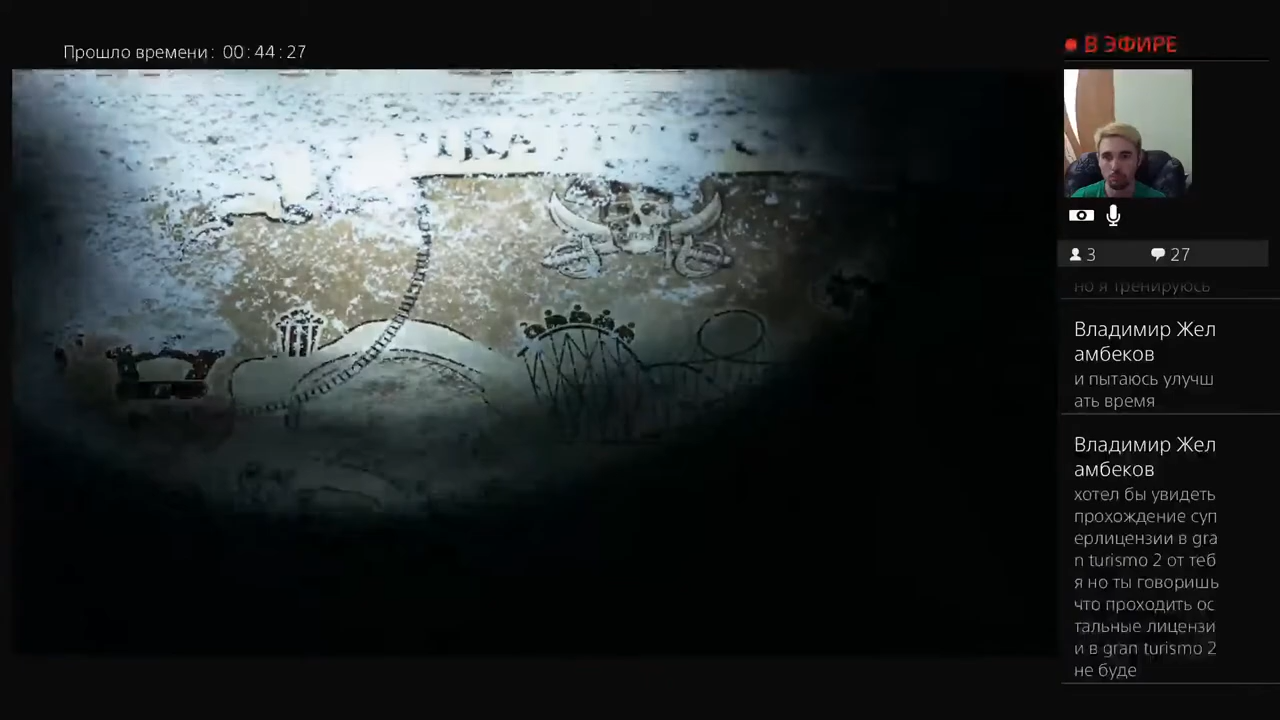 Прошло времени: 00:44:27
В ЭФИРЕ
3
27
но я тренируюсь
Владимир Жел
амбеков
и пытаюсь улучш
ать время
Владимир Жел
амбеков
хотел бы увидеть
прохождение суп
ерлицензии в gra
n turismo 2 от теб
я но ты говоришь
что проходить ос
тальные лицензи
и в gran turismo 2
не буде